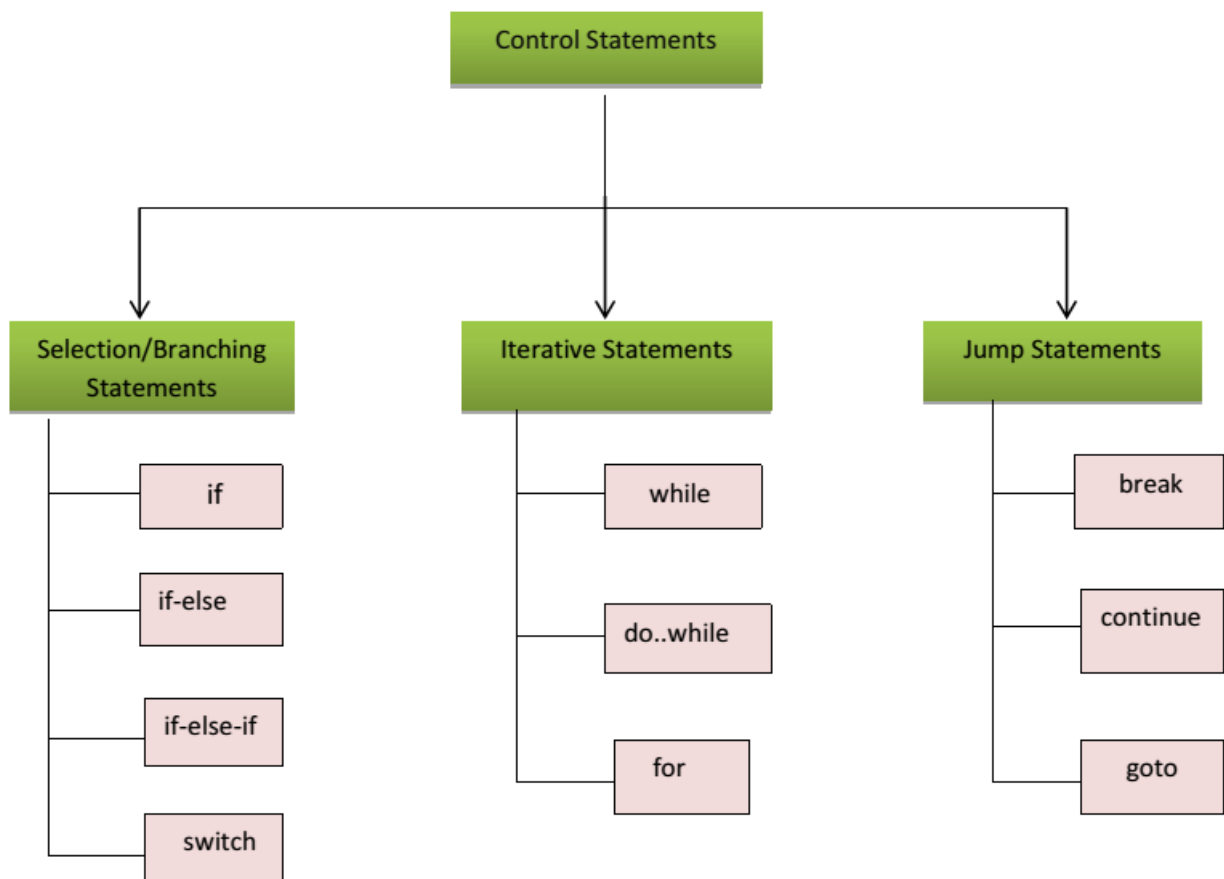 Control Statements
Selection/Branching
Statements
if
if-else
if-else-if
switch
Iterative Statements
while
do..while
for
Jump Statements
break
continue
goto